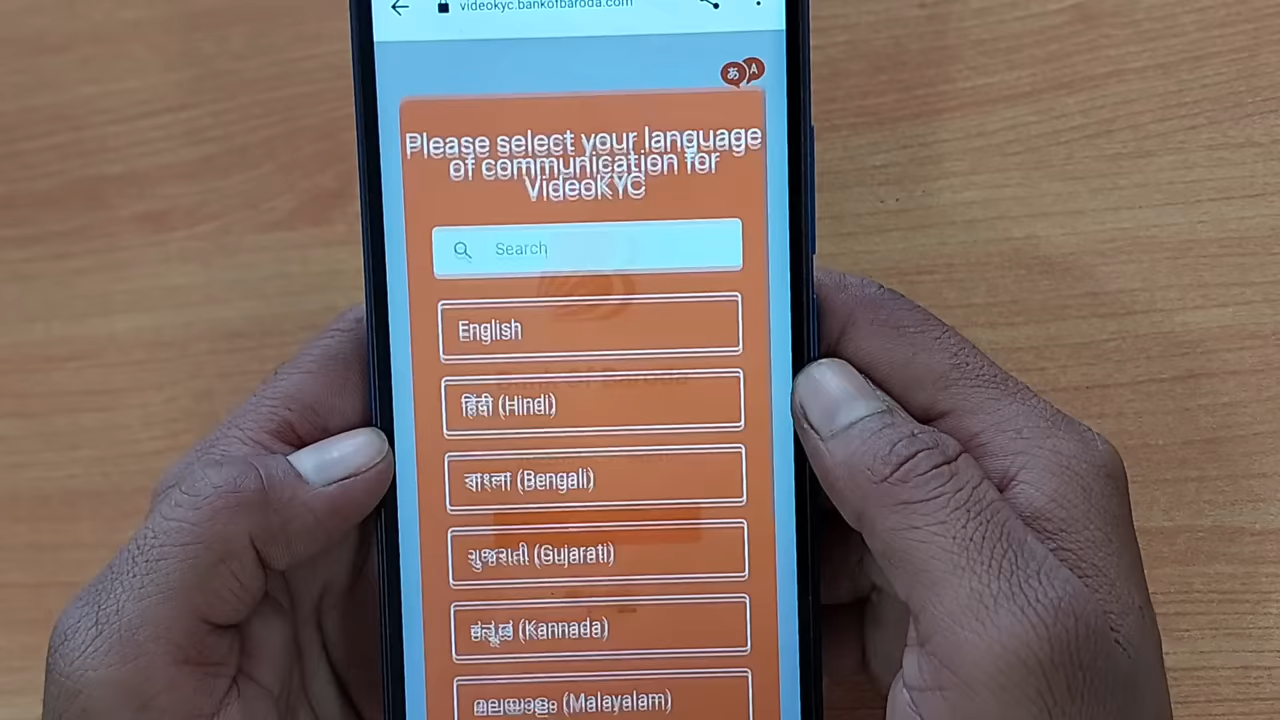 videokyc.bankofbaroda.com
あ A
Please select your language
of communication for
VideoKYC
Search
English
हिंदी (Hindi)
বাংলা (Bengali)
ગુજરાતી (Gujarati)
ಕನ್ನಡ (Kannada)
മലയാളം (Malayalam)